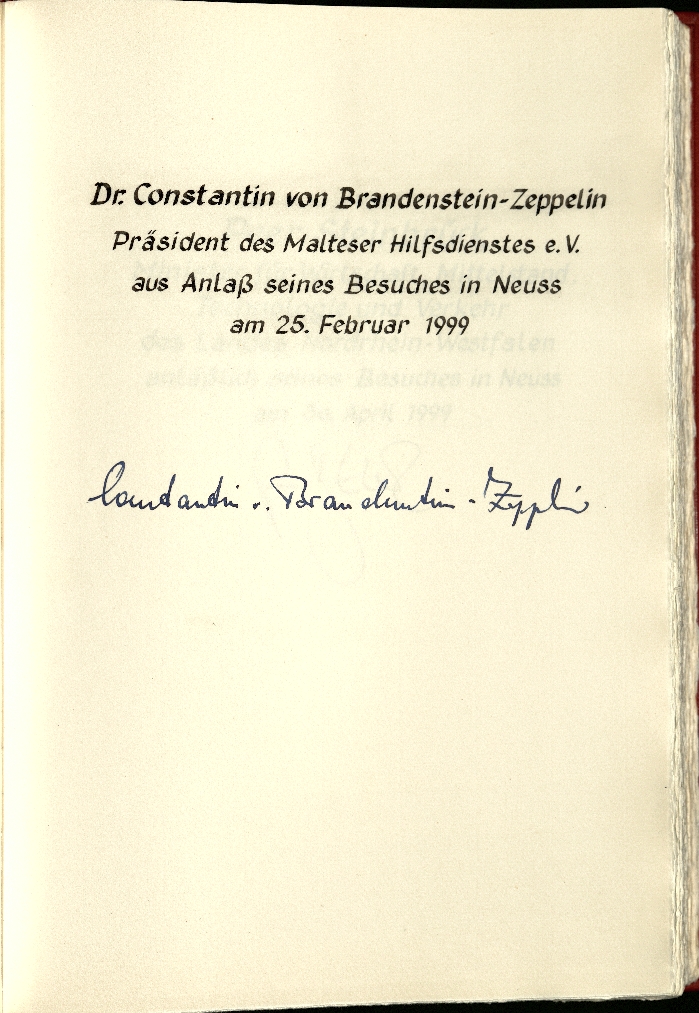 Dr. Constantin von Brandenstein-Zeppelin
Präsident des Malteser Hilfsdienstes e.V.
aus Anlaß seines Besuches in Neuss
am 25. Februar 1999
Constantin v. Brandenstein-Zeppelin